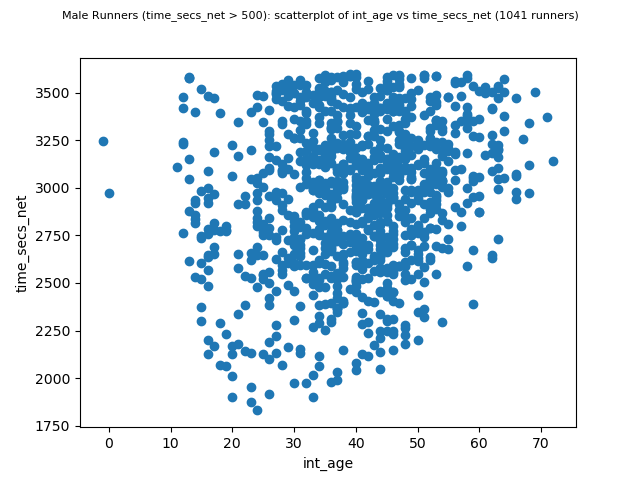 Male Runners (time_secs_net > 500): scatterplot of int_age vs time_secs_net (1041 runners)
3500
3250
3000
2750
2500
2250
2000
1750
time_secs_net
0 10 20 30 40 50 60 70
int_age